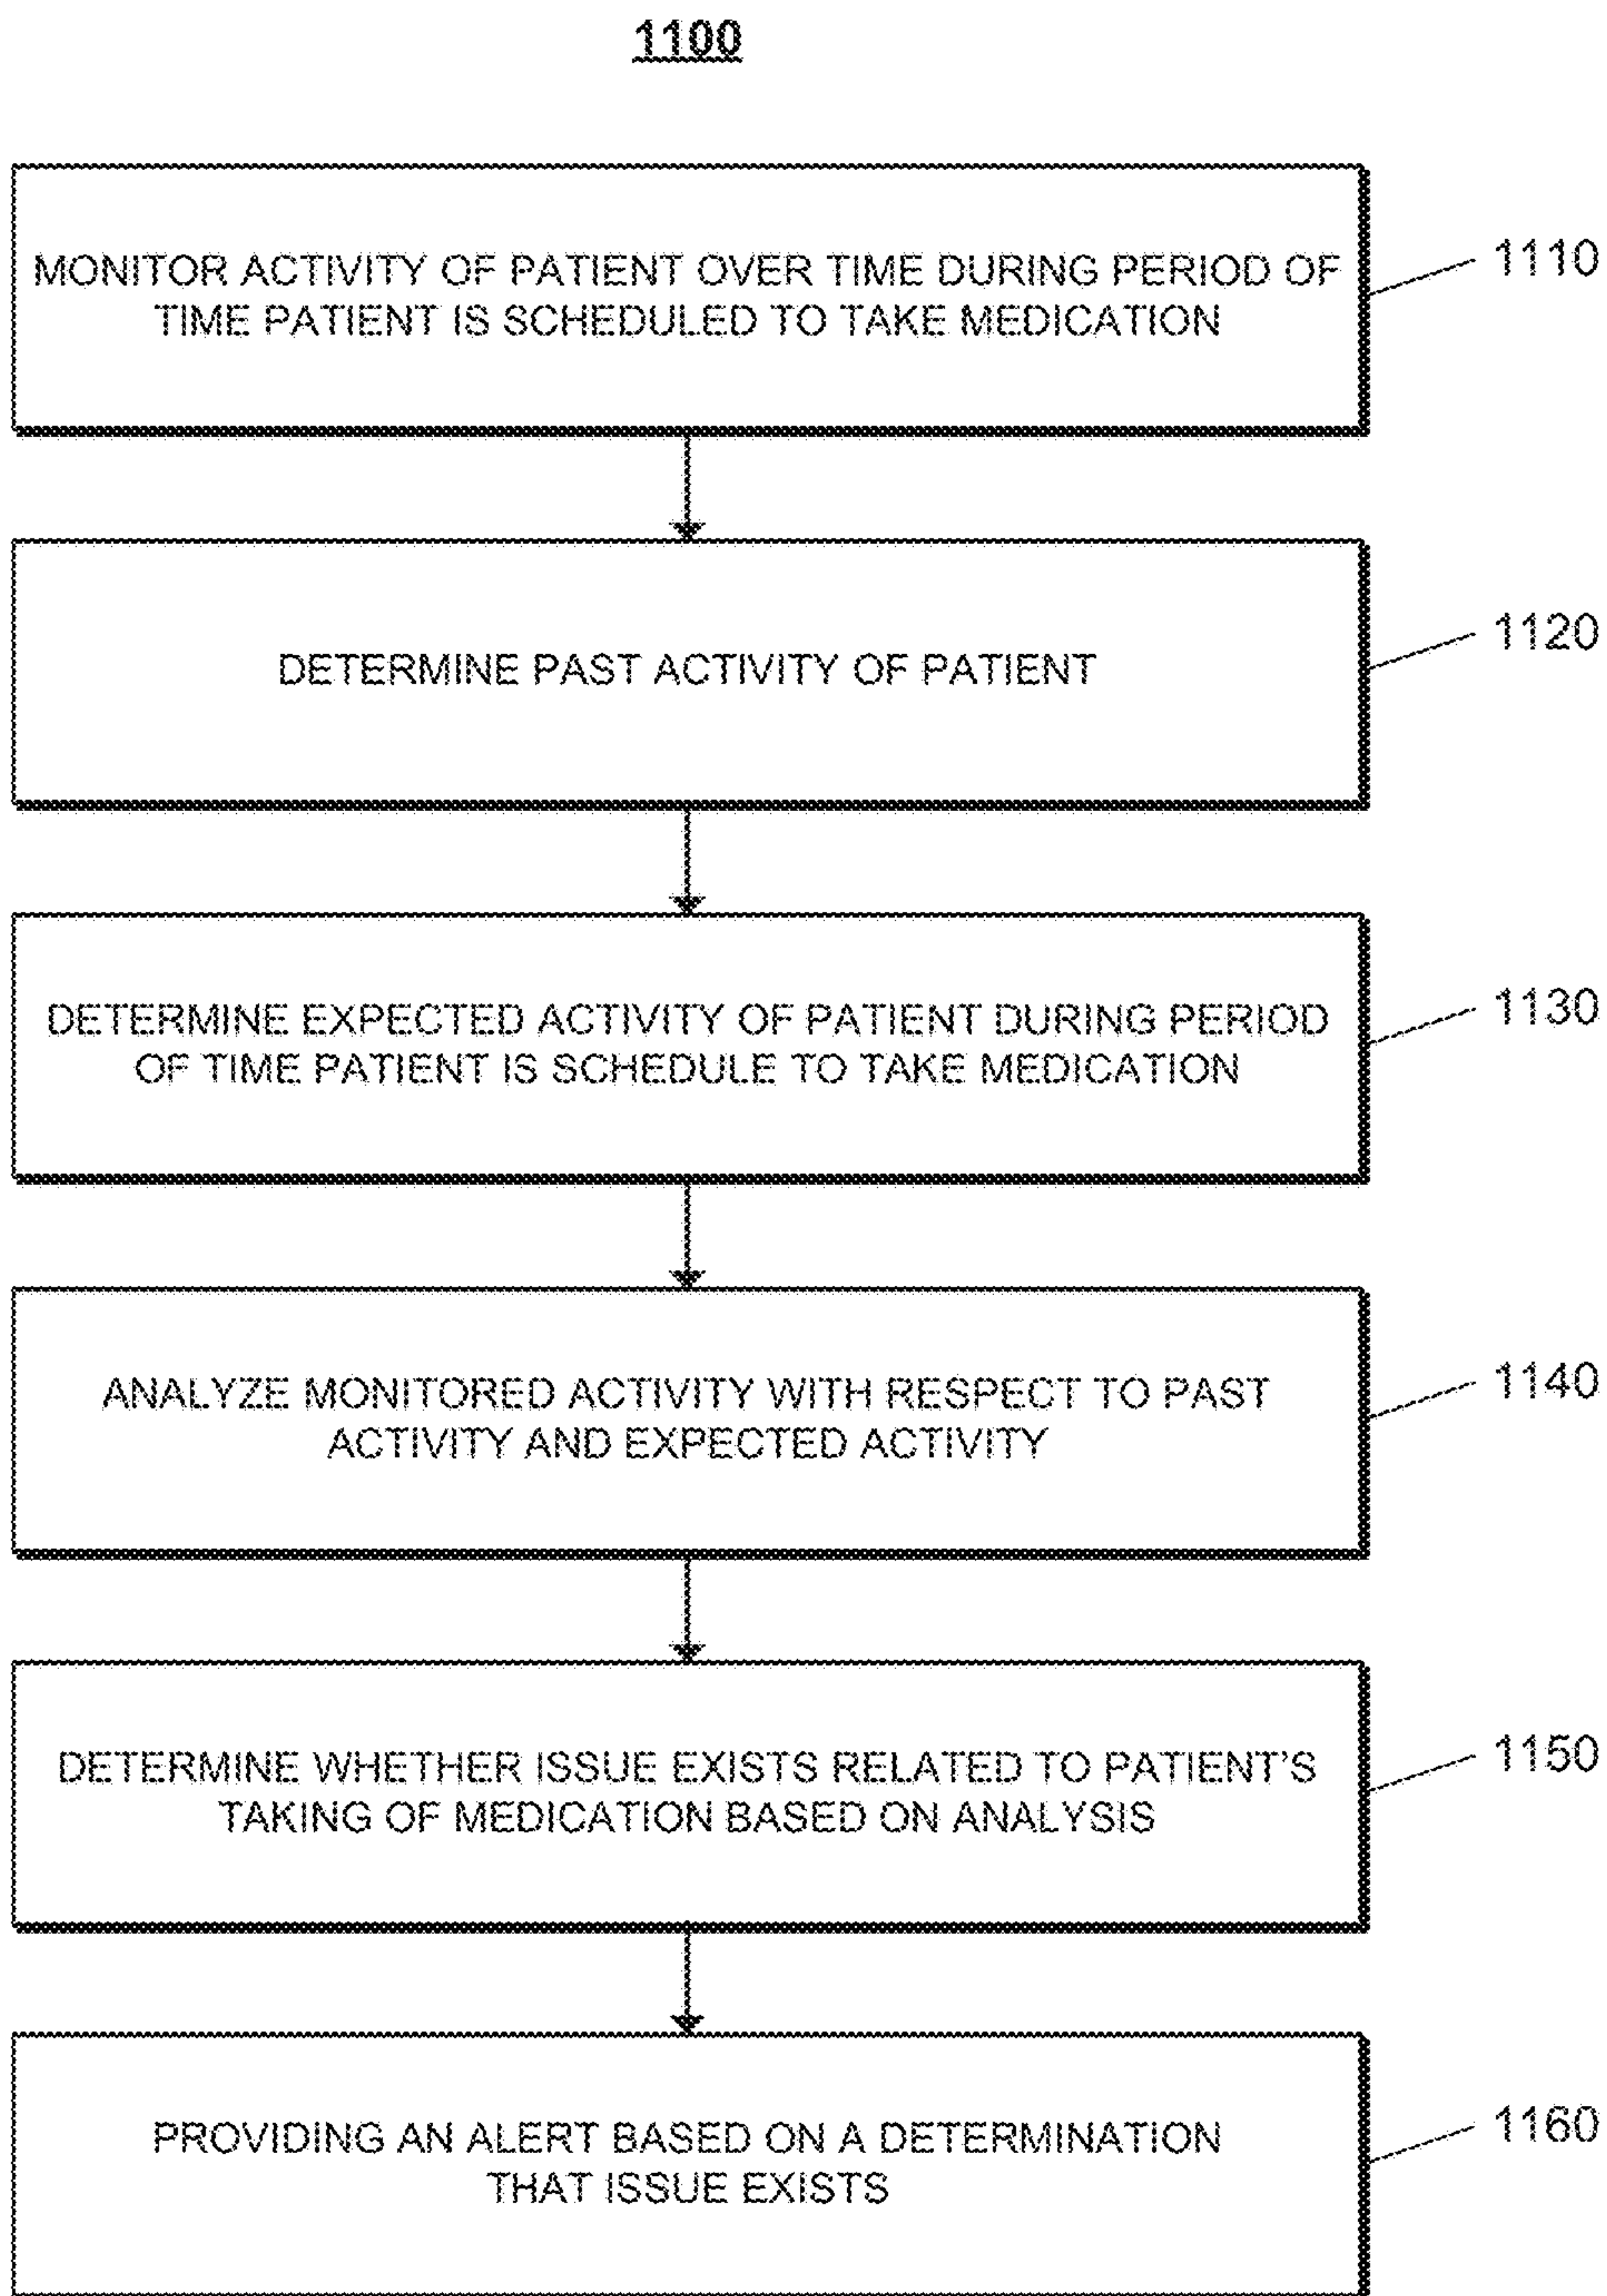 1100
MONITOR ACTIVITY OF PATIENT OVER TIME DURING PERIOD OF
TIME PATIENT IS SCHEDULED TO TAKE MEDICATION
1110
DETERMINE PAST ACTIVITY OF PATIENT
1120
DETERMINE EXPECTED ACTIVITY OF PATIENT DURING PERIOD
OF TIME PATIENT IS SCHEDULE TO TAKE MEDICATION
1130
ANALYZE MONITORED ACTIVITY WITH RESPECT TO PAST
ACTIVITY AND EXPECTED ACTIVITY
1140
DETERMINE WHETHER ISSUE EXISTS RELATED TO PATIENT'S
TAKING OF MEDICATION BASED ON ANALYSIS
1150
PROVIDING AN ALERT BASED ON A DETERMINATION
THAT ISSUE EXISTS
1160